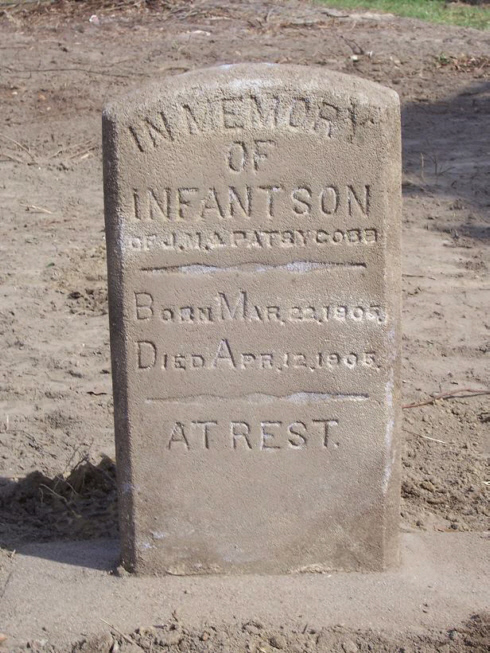 IN MEMORY
OF
INFANT SON
OF J.M. & PATSY COBB
BORN MAR. 22, 1905.
DIED APR. 12, 1905.
AT REST.